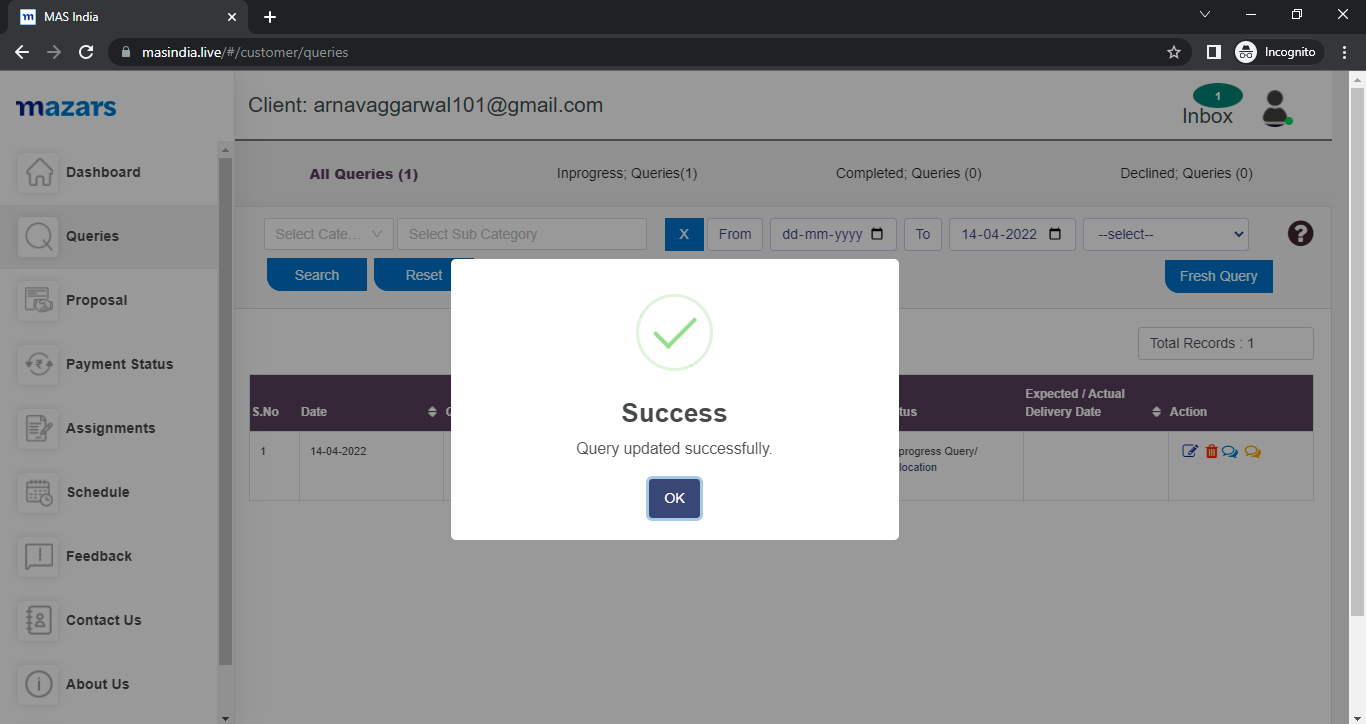 MAS India
masindia.live/#/customer/queries
Incognito
mazars
Client: arnavaggarwal101@gmail.com
1
Inbox
Dashboard
Queries
Proposal
Payment Status
Assignments
Schedule
Feedback
Contact Us
About Us
All Queries (1)
Inprogress; Queries(1)
Completed; Queries (0)
Declined; Queries (0)
Select Cate...
Select Sub Category
X
From
dd-mm-yyyy
To
14-04-2022
--select--
?
Search
Reset
Fresh Query
Total Records : 1
S.No
Date
Expected / Actual
Delivery Date
Action
1
14-04-2022
progress Query/
location
Success
Query updated successfully.
OK